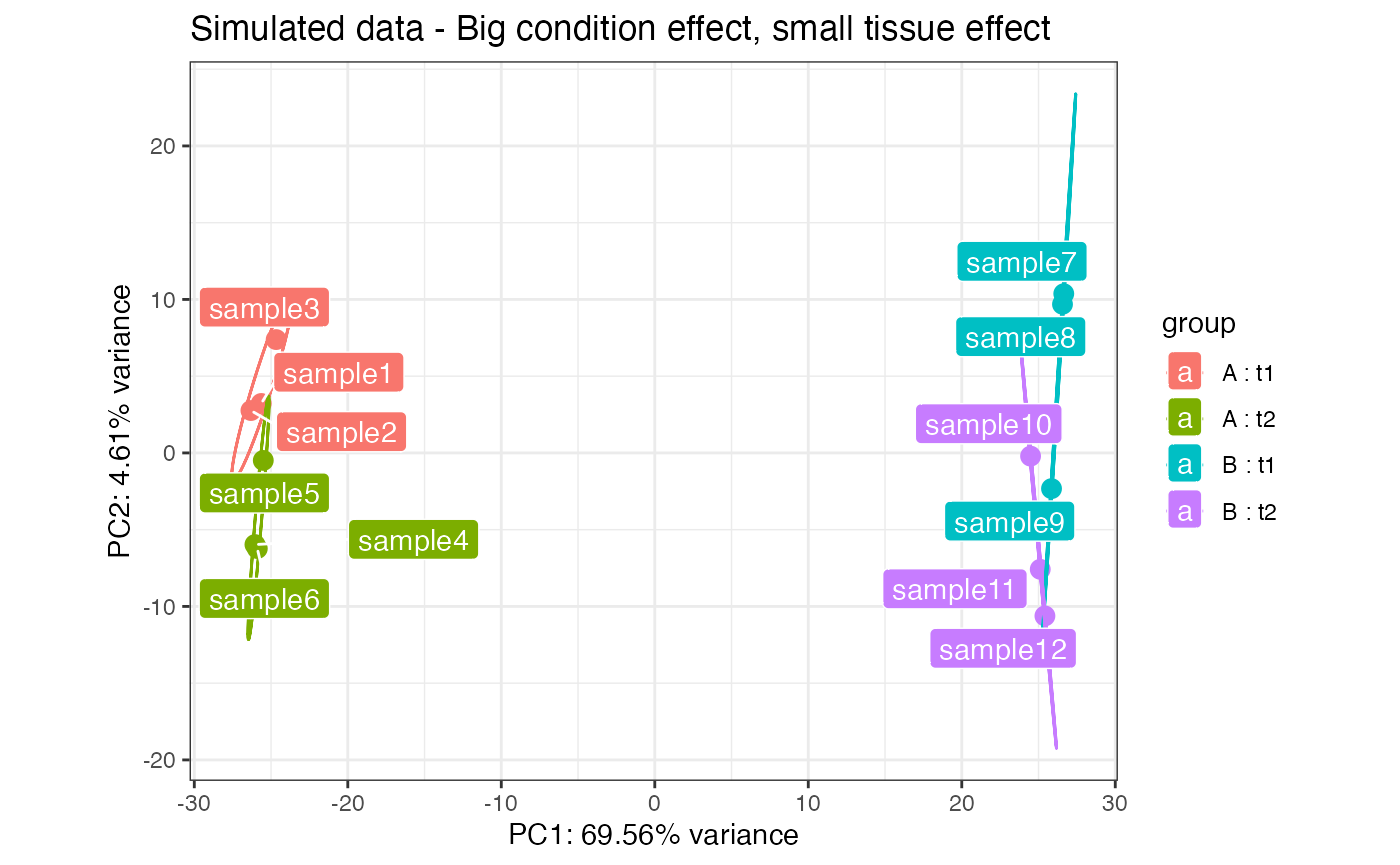 Simulated data - Big condition effect, small tissue effect
PC2: 4.61% variance
20
10
0
-10
-20
sample7
sample3
sample8
sample1
sample10
sample2
sample5
sample9
sample4
sample11
sample6
sample12
-30
-20
-10
0
10
20
30
PC1: 69.56% variance
group
a A : t1
a A : t2
a B : t1
a B : t2